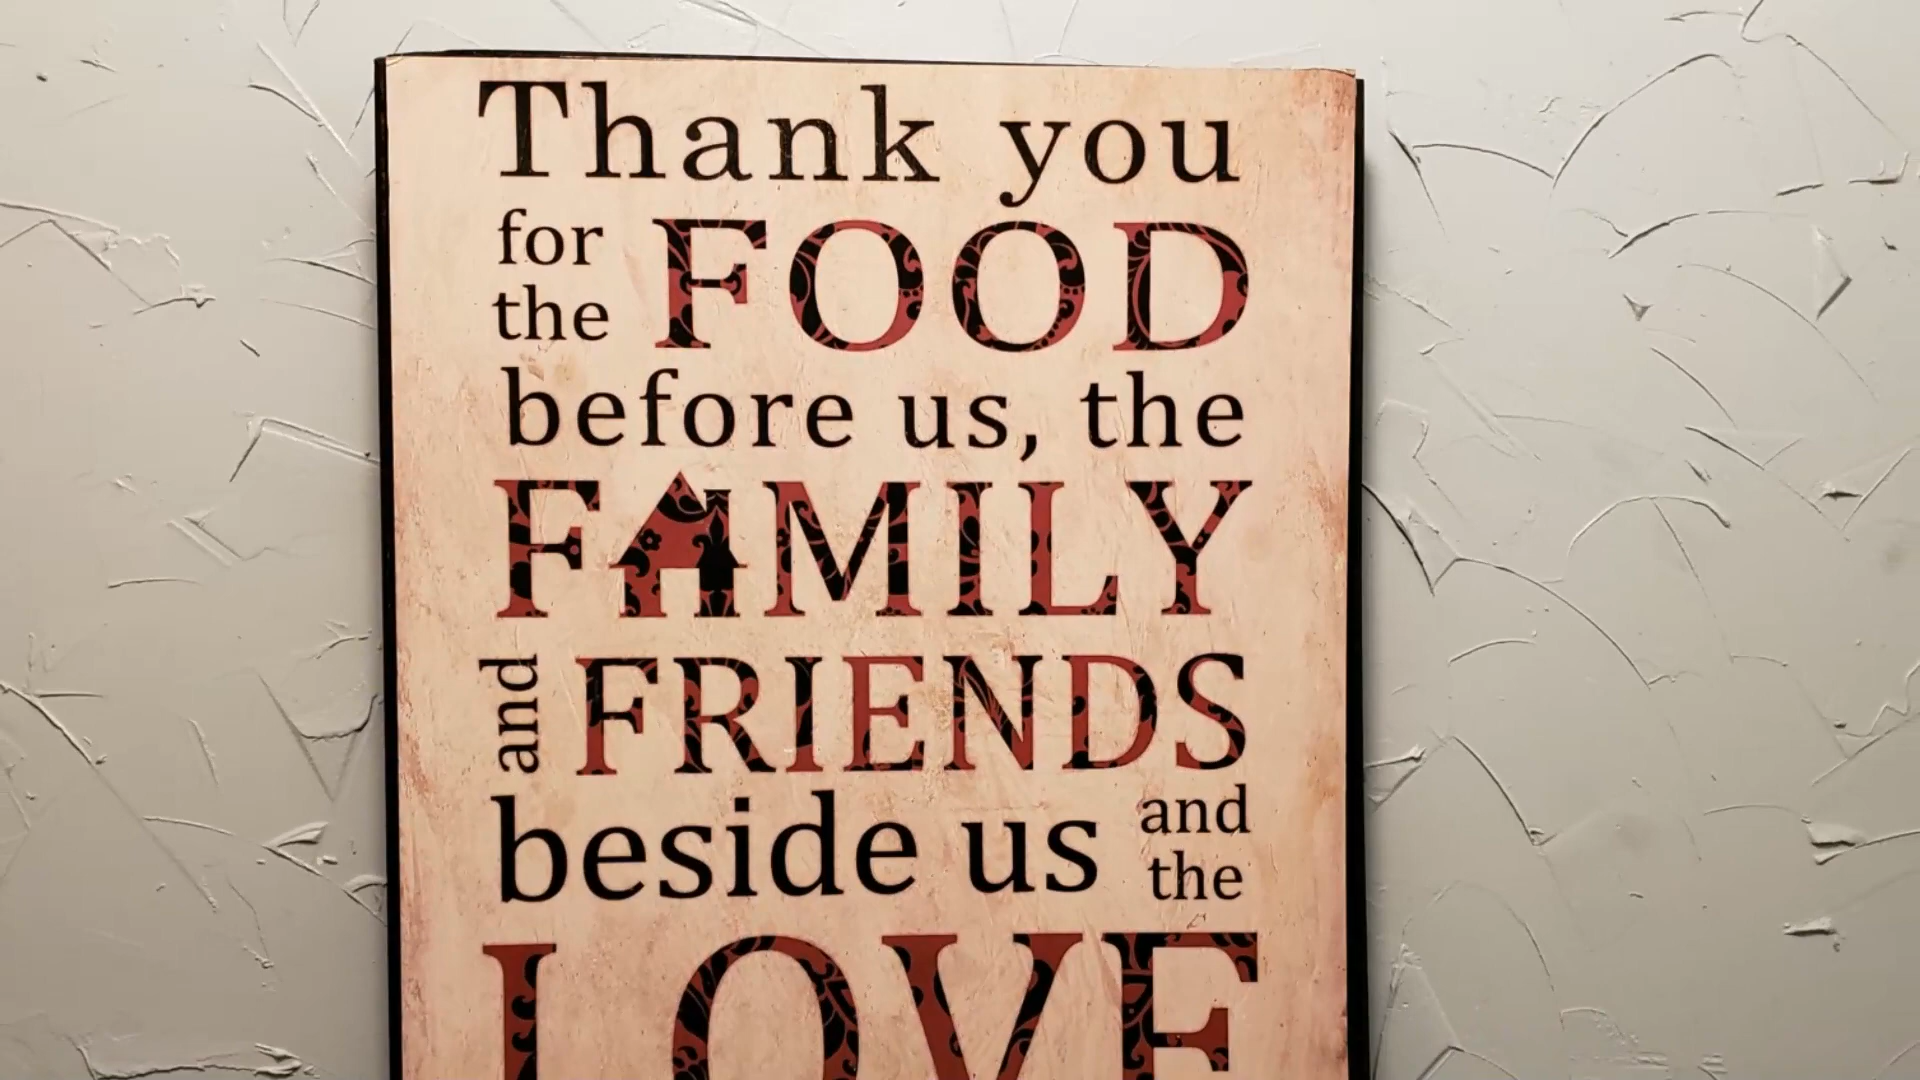 Thank you
for the FOOD
before us, the
FAMILY
and FRIENDS
beside us and the
LOVE